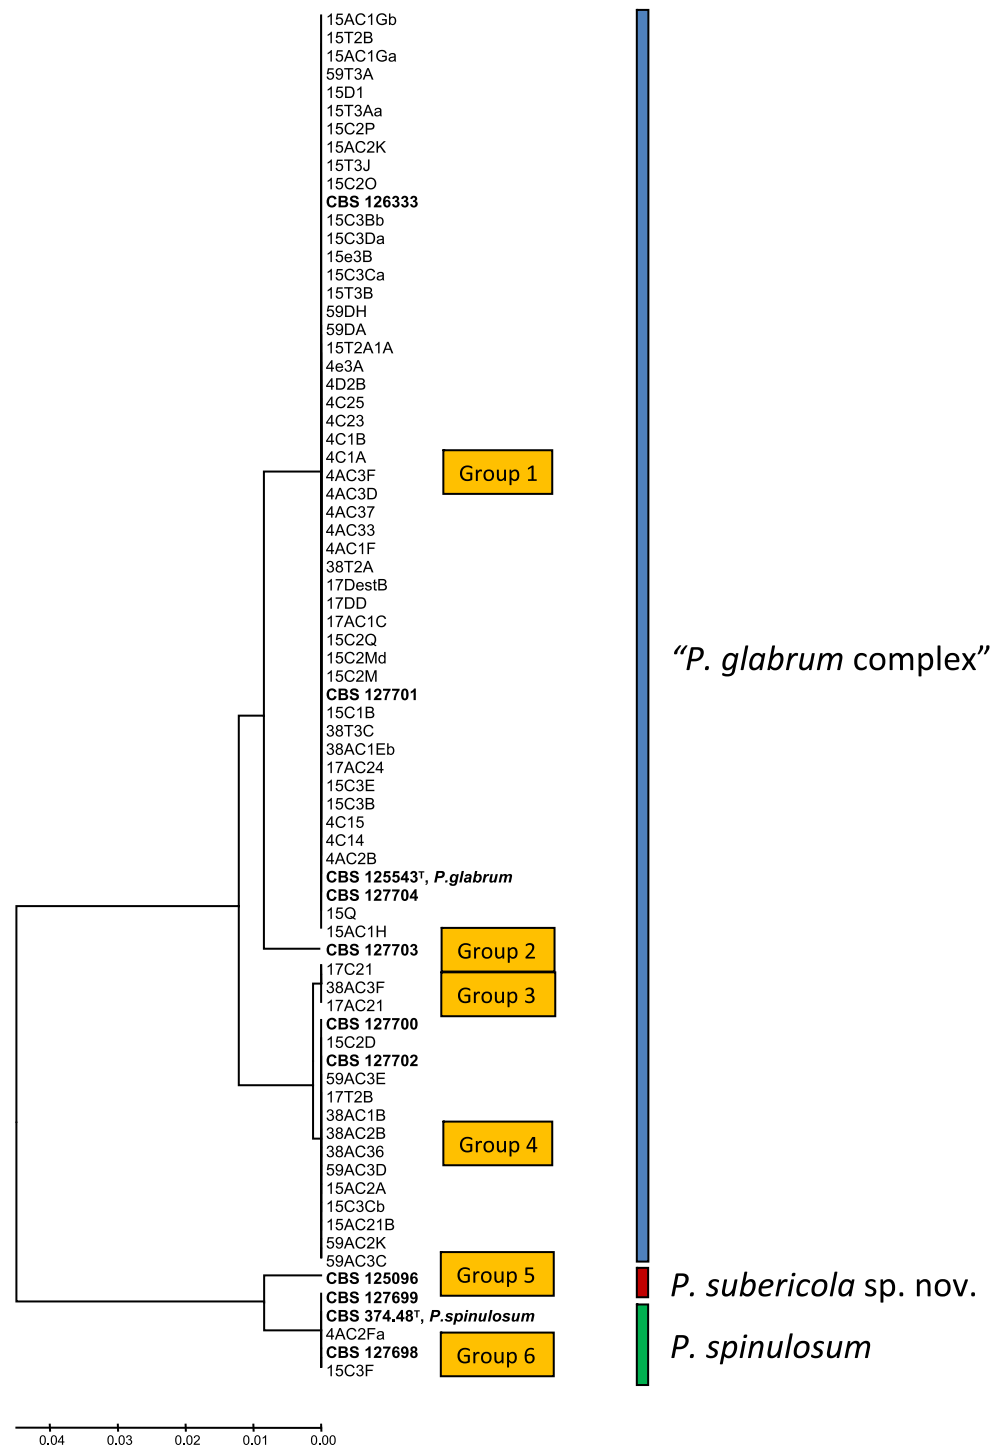 15AC1Gb
15T2B
15AC1Ga
59T3A
15D1
15T3Aa
15C2P
15AC2K
15T3J
15C2O
CBS 126333
15C3Bb
15C3Da
15e3B
15C3Ca
15T3B
59DH
59DA
15T2A1A
4e3A
4D2B
4C25
4C23
4C1B
4C1A
4AC3F
Group 1
4AC3D
4AC37
4AC33
4AC1F
38T2A
17DestB
17DD
17AC1C
15C2Q
15C2Md
“P. glabrum complex”
15C2M
CBS 127701
15C1B
38T3C
38AC1Eb
17AC24
15C3E
15C3B
4C15
4C14
4AC2B
CBS 125543ᵀ, P.glabrum
CBS 127704
15Q
15AC1H
CBS 127703
Group 2
17C21
38AC3F
Group 3
17AC21
CBS 127700
15C2D
CBS 127702
59AC3E
17T2B
38AC1B
38AC2B
Group 4
38AC36
59AC3D
15AC2A
15C3Cb
15AC21B
59AC2K
59AC3C
Group 5
CBS 125096
P. subericola sp. nov.
CBS 127699
CBS 374.48ᵀ, P.spinulosum
4AC2Fa
P. spinulosum
CBS 127698
Group 6
15C3F
0.04 0.03 0.02 0.01 0.00